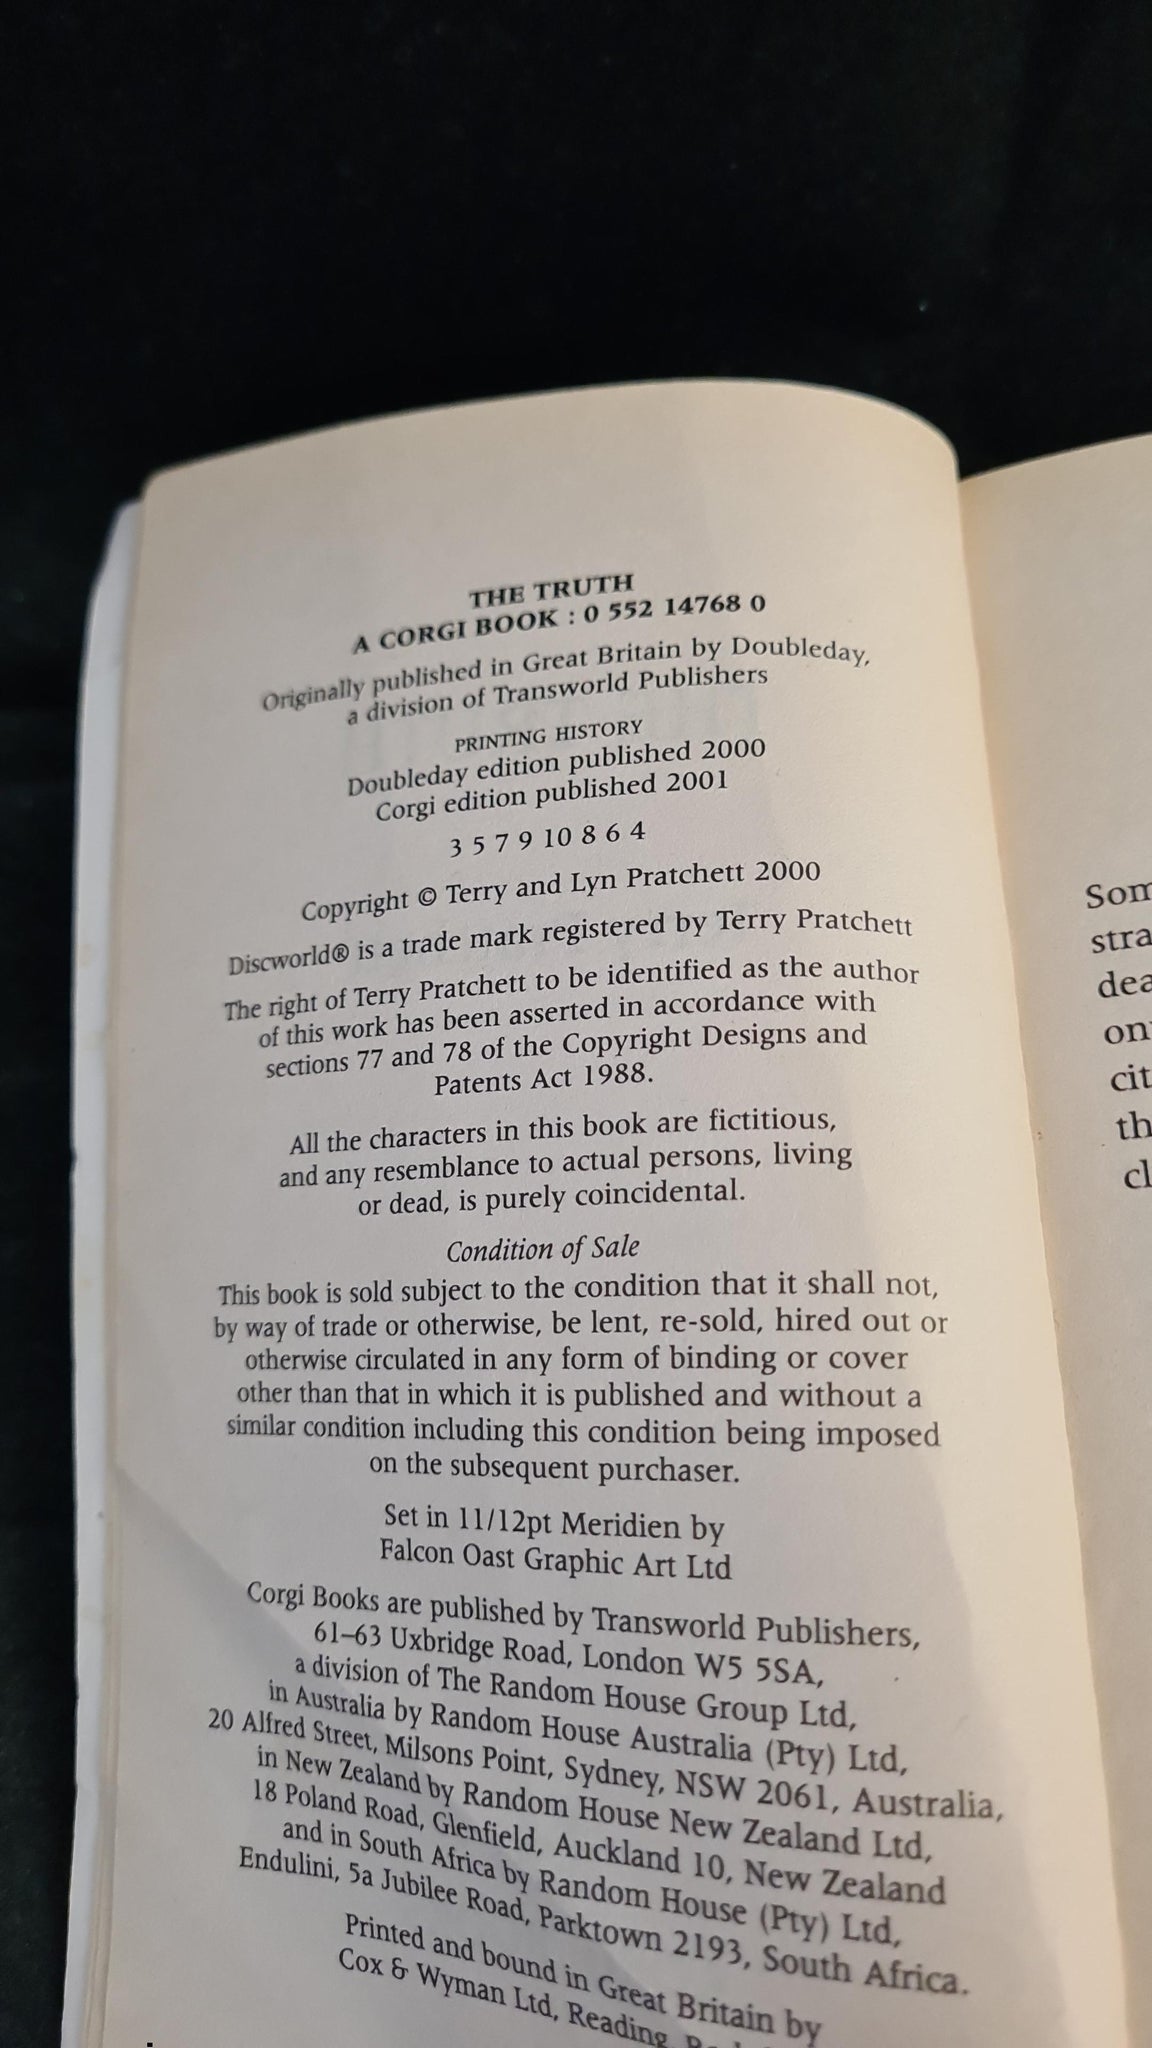 THE TRUTH
A CORGI BOOK : 0 552 14768 0
Originally published in Great Britain by Doubleday,
a division of Transworld Publishers
PRINTING HISTORY
Doubleday edition published 2000
Corgi edition published 2001
3 5 7 9 10 8 6 4
Copyright © Terry and Lyn Pratchett 2000
Discworld® is a trade mark registered by Terry Pratchett
The right of Terry Pratchett to be identified as the author
of this work has been asserted in accordance with
sections 77 and 78 of the Copyright Designs and
Patents Act 1988.
All the characters in this book are fictitious,
and any resemblance to actual persons, living
or dead, is purely coincidental.
Condition of Sale
This book is sold subject to the condition that it shall not,
by way of trade or otherwise, be lent, re-sold, hired out or
otherwise circulated in any form of binding or cover
other than that in which it is published and without a
similar condition including this condition being imposed
on the subsequent purchaser.
Set in 11/12pt Meridien by
Falcon Oast Graphic Art Ltd
Corgi Books are published by Transworld Publishers,
61–63 Uxbridge Road, London W5 5SA,
a division of The Random House Group Ltd,
in Australia by Random House Australia (Pty) Ltd,
20 Alfred Street, Milsons Point, Sydney, NSW 2061, Australia,
in New Zealand by Random House New Zealand Ltd,
18 Poland Road, Glenfield, Auckland 10, New Zealand
and in South Africa by Random House (Pty) Ltd,
Endulini, 5a Jubilee Road, Parktown 2193, South Africa.
Printed and bound in Great Britain by
Cox & Wyman Ltd, Reading,
Som
stra
dea
on
cit
th
cl